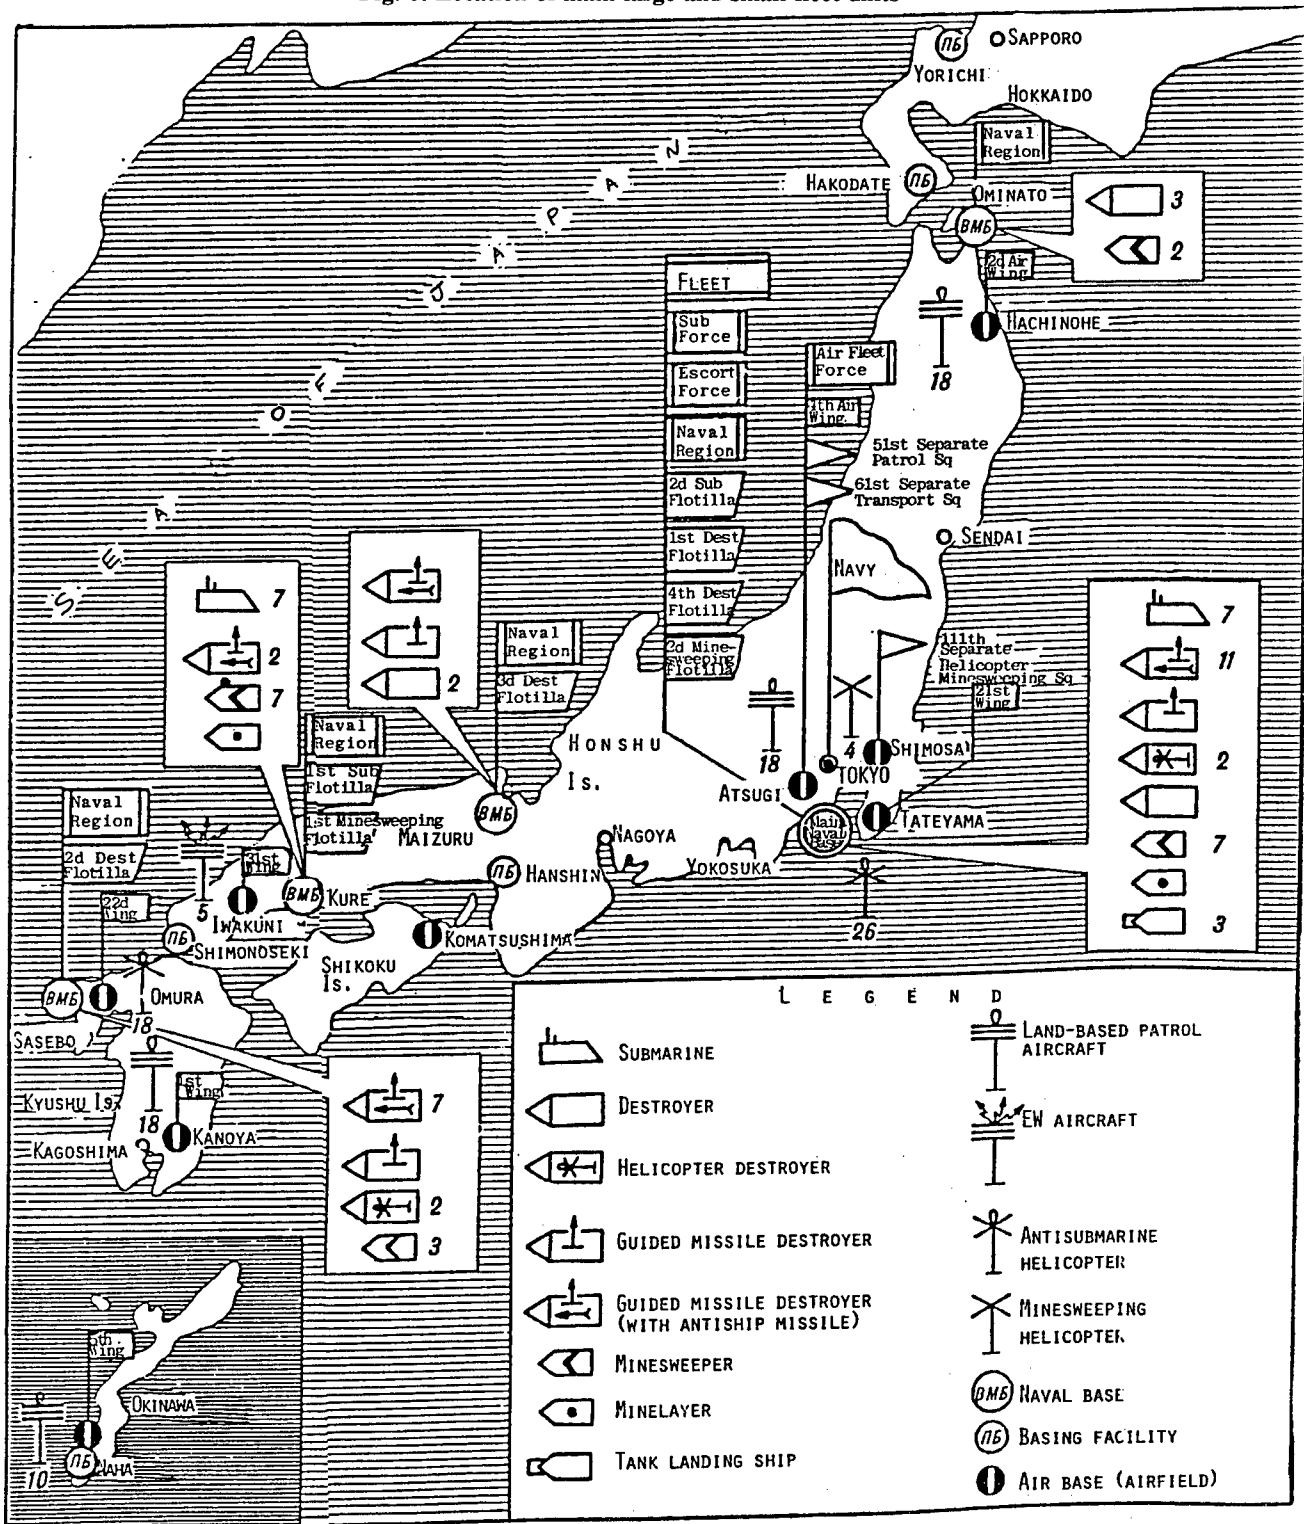 SAPPORO
ПБ
YORICHI
HOKKAIDO
Naval
Region
HAKODATE
ПБ
OMINATO
ВМБ
3
2
2d Air
Wing
HACHINOHE
18
SEA OF JAPAN
FLEET
Sub
Force
Escort
Force
Naval
Region
2d Sub
Flotilla
1st Dest
Flotilla
4th Dest
Flotilla
2d Mine-
sweeping
Flotilla
Air Fleet
Force
4th Air
Wing
51st Separate
Patrol Sq
61st Separate
Transport Sq
SENDAI
NAVY
111th
Separate
Helicopter
Minesweeping Sq
21st
Wing
7
11
2
7
3
7
2
7
2
Naval
Region
3d Dest
Flotilla
HONSHU
IS.
18
4
SHIMOSA
TOKYO
ATSUGI
Main
Naval
Base
TATEYAMA
YOKOSUKA
26
Naval
Region
1st Sub
Flotilla
1st Minesweeping
Flotilla
MAIZURU
ВМБ
NAGOYA
ПБ
HANSHIN
Naval
Region
2d Dest
Flotilla
22d
Wing
5
31st
Wing
IWAKUNI
ВМБ
KURE
ПБ
SHIMONOSEKI
KOMATSUSHIMA
SHIKOKU
IS.
ВМБ
OMURA
18
SASEBO
KYUSHU IS.
18
1st
Wing
KANOYA
KAGOSHIMA
7
2
3
5th
Wing
OKINAWA
10
ПБ
NAHA
LEGEND
SUBMARINE
DESTROYER
HELICOPTER DESTROYER
GUIDED MISSILE DESTROYER
GUIDED MISSILE DESTROYER
(WITH ANTISHIP MISSILE)
MINESWEEPER
MINELAYER
TANK LANDING SHIP
LAND-BASED PATROL
AIRCRAFT
EW AIRCRAFT
ANTISUBMARINE
HELICOPTER
MINESWEEPING
HELICOPTER
ВМБ NAVAL BASE
ПБ BASING FACILITY
AIR BASE (AIRFIELD)